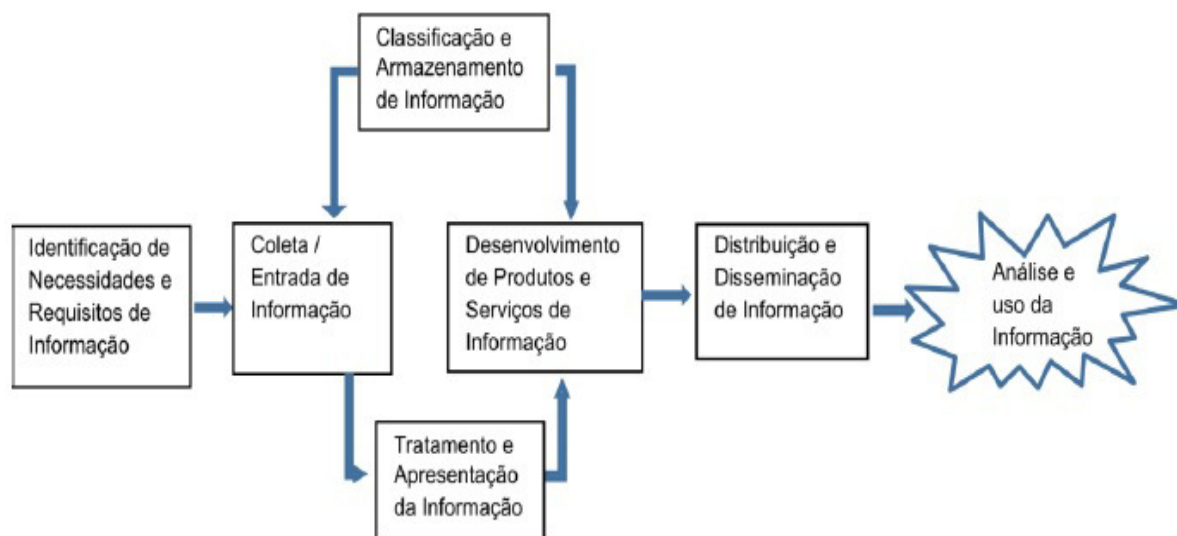 Classificação e
Armazenamento
de Informação
Identificação de
Necessidades e
Requisitos de
Informação
Coleta /
Entrada de
Informação
Desenvolvimento
de Produtos e
Serviços de
Informação
Distribuição e
Disseminação
de Informação
Análise e
uso da
Informação
Tratamento e
Apresentação
da Informação